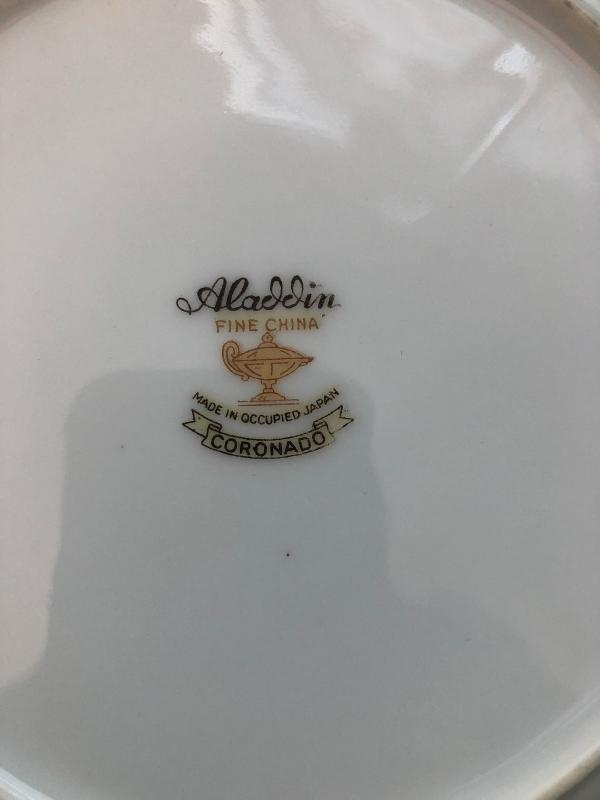 Aladdin
FINE CHINA
MADE IN OCCUPIED JAPAN
CORONADO